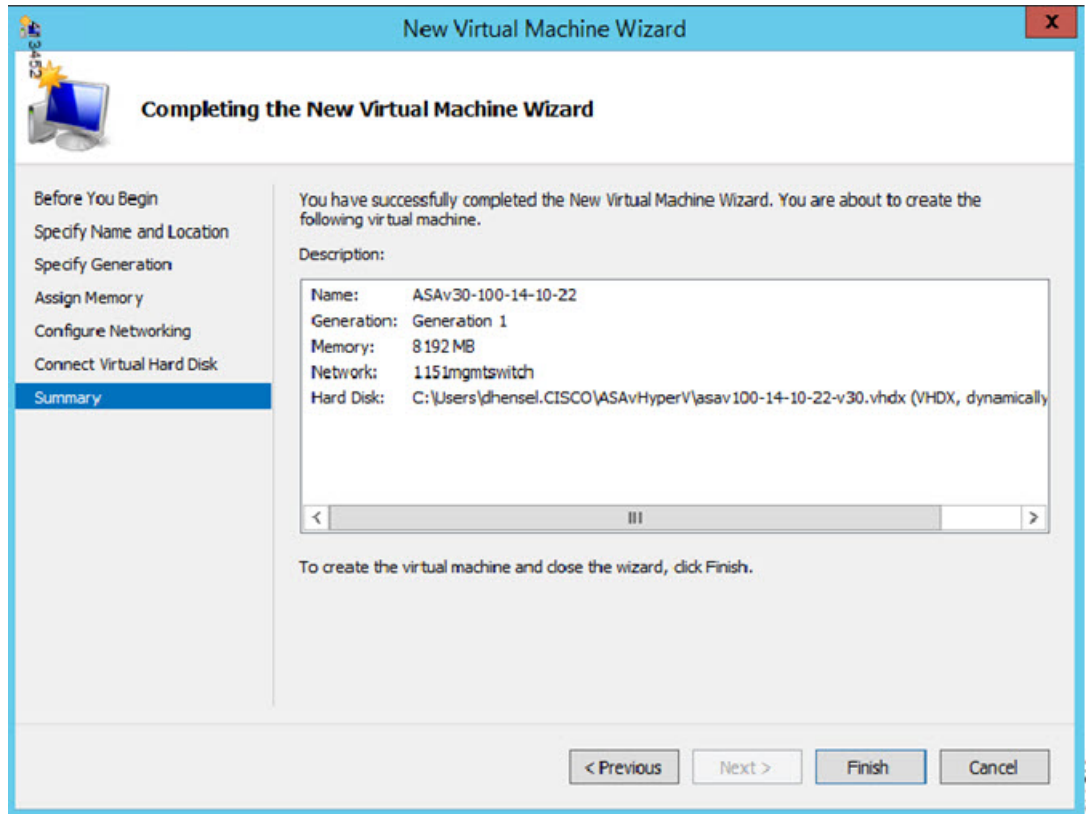 New Virtual Machine Wizard
X
3452
Completing the New Virtual Machine Wizard
Before You Begin
Specify Name and Location
Specify Generation
Assign Memory
Configure Networking
Connect Virtual Hard Disk
Summary
You have successfully completed the New Virtual Machine Wizard. You are about to create the
following virtual machine.
Description:
Name: ASAv30-100-14-10-22
Generation: Generation 1
Memory: 8192 MB
Network: 1151mgmtswitch
Hard Disk: C:\Users\dhensel.CISCO\ASAvHyperV\asav100-14-10-22-v30.vhdx (VHDX, dynamically
To create the virtual machine and close the wizard, click Finish.
< Previous
Next >
Finish
Cancel